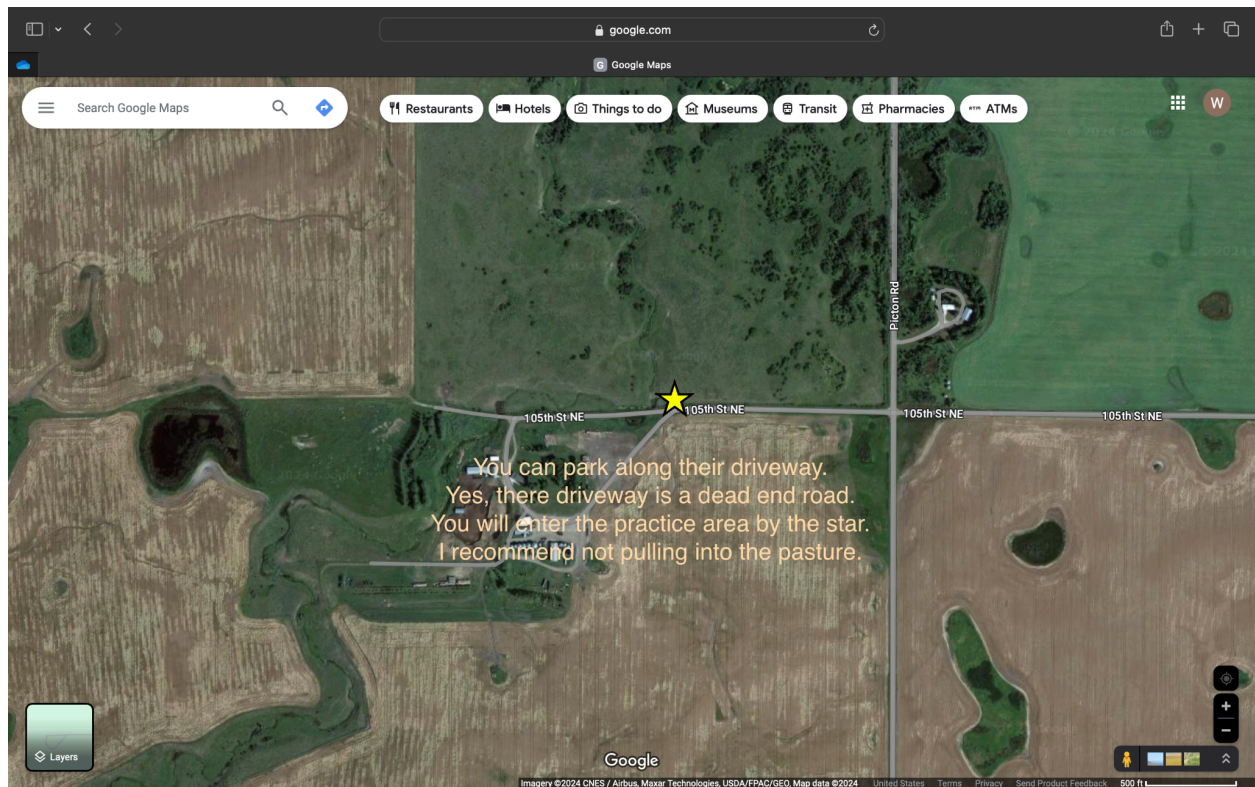 google.com
Google Maps
Search Google Maps
Restaurants
Hotels
Things to do
Museums
Transit
Pharmacies
ATMs
W
Picton Rd
105th St NE
105th St NE
105th St NE
105th St NE
You can park along their driveway.
Yes, there driveway is a dead end road.
You will enter the practice area by the star.
I recommend not pulling into the pasture.
Layers
Google
Imagery ©2024 CNES / Airbus, Maxar Technologies, USDA/FPAC/GEO, Map data ©2024 United States Terms Privacy Send Product Feedback 500 ft